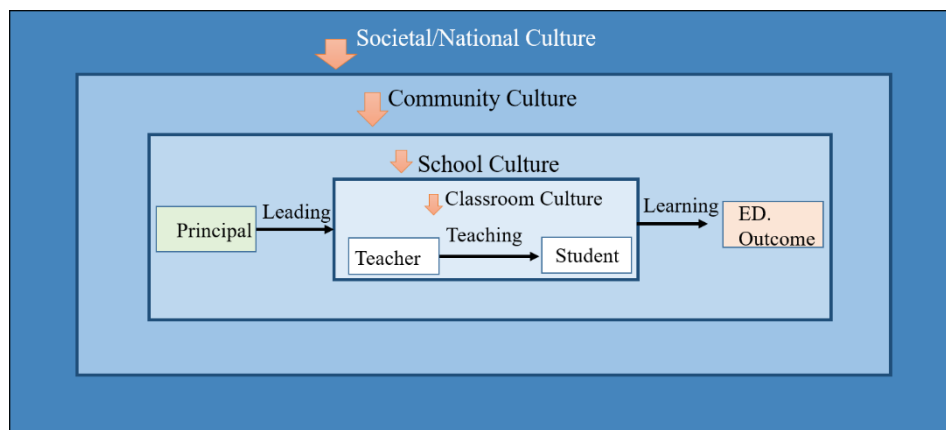 Societal/National Culture
Community Culture
School Culture
Classroom Culture
Principal
Leading
Teacher
Teaching
Student
Learning
ED.
Outcome